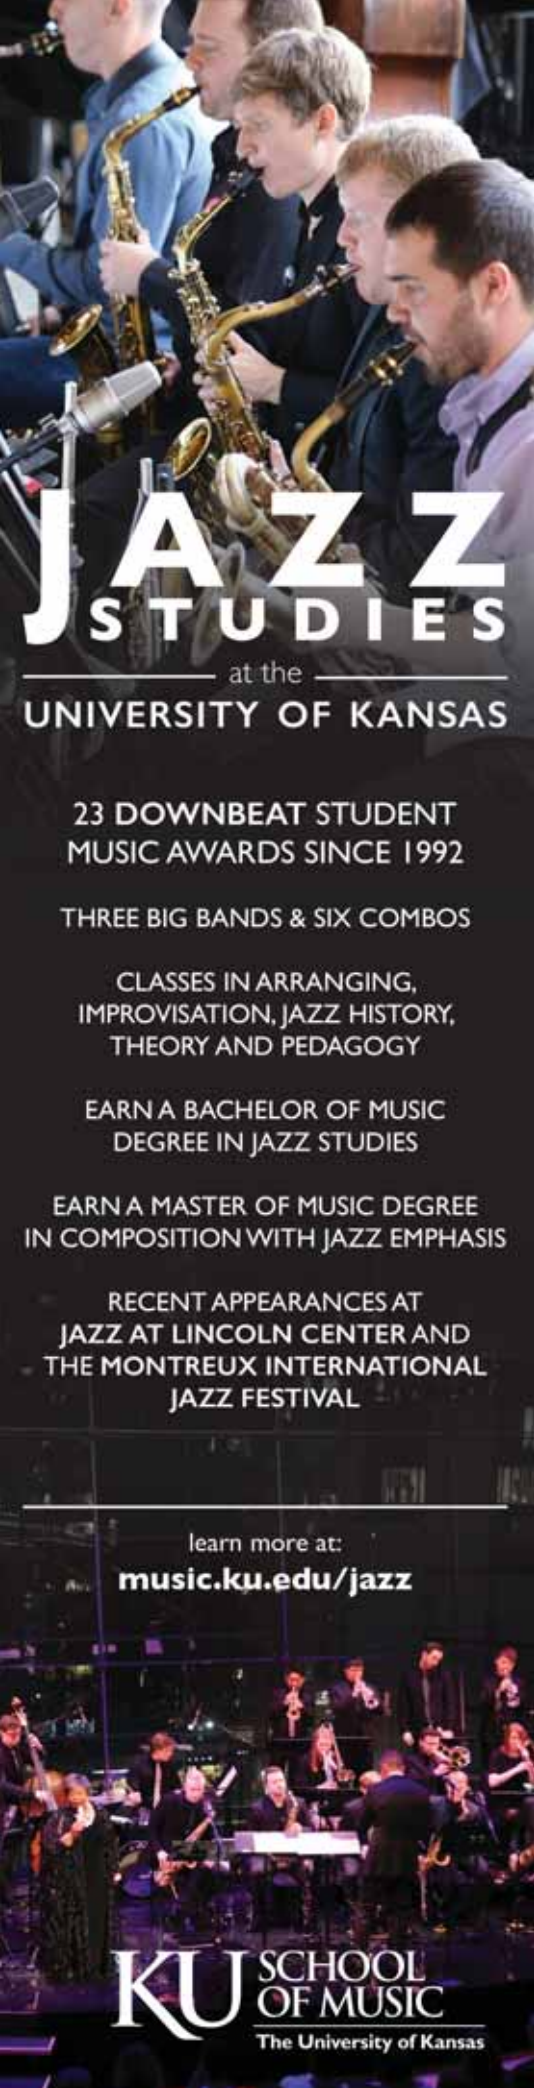 JAZZ
STUDIES
at the
UNIVERSITY OF KANSAS
23 DOWNBEAT STUDENT
MUSIC AWARDS SINCE 1992
THREE BIG BANDS & SIX COMBOS
CLASSES IN ARRANGING,
IMPROVISATION, JAZZ HISTORY,
THEORY AND PEDAGOGY
EARN A BACHELOR OF MUSIC
DEGREE IN JAZZ STUDIES
EARN A MASTER OF MUSIC DEGREE
IN COMPOSITION WITH JAZZ EMPHASIS
RECENT APPEARANCES AT
JAZZ AT LINCOLN CENTER AND
THE MONTREUX INTERNATIONAL
JAZZ FESTIVAL
learn more at:
music.ku.edu/jazz
KU SCHOOL
OF MUSIC
The University of Kansas